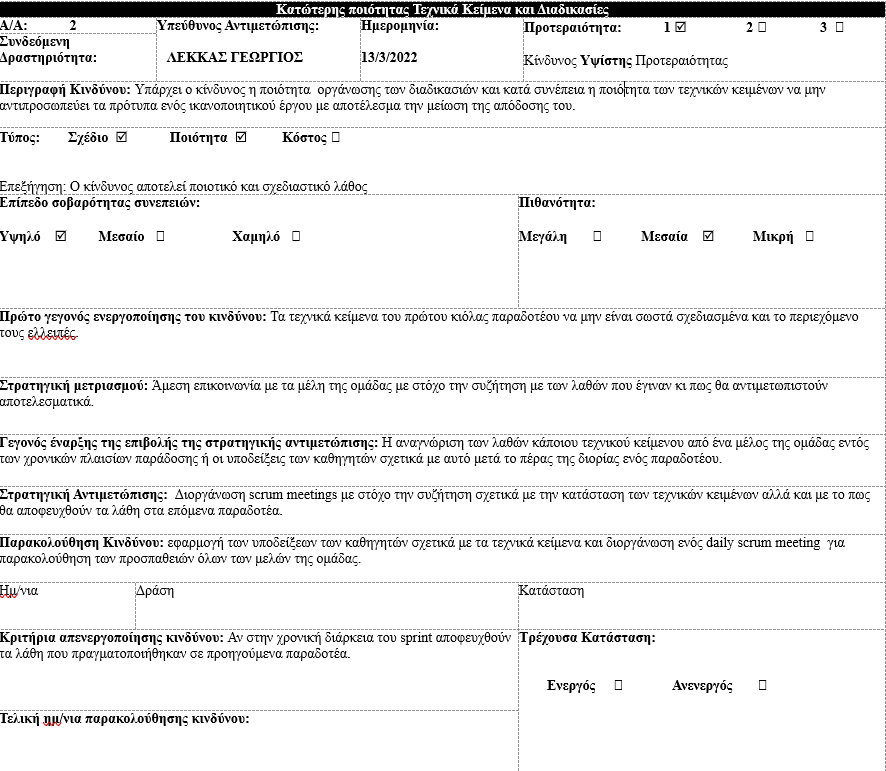 Κατώτερης ποιότητας Τεχνικά Κείμενα και Διαδικασίες
Α/Α: 2 Υπεύθυνος Αντιμετώπισης: Ημερομηνία: Προτεραιότητα: 1 ☑ 2 ☐ 3 ☐
Συνδεόμενη
Δραστηριότητα: ΛΕΚΚΑΣ ΓΕΩΡΓΙΟΣ 13/3/2022 Κίνδυνος Υψίστης Προτεραιότητας
Περιγραφή Κινδύνου: Υπάρχει ο κίνδυνος η ποιότητα οργάνωσης των διαδικασιών και κατά συνέπεια η ποιότητα των τεχνικών κειμένων να μην
αντιπροσωπεύει τα πρότυπα ενός ικανοποιητικού έργου με αποτέλεσμα την μείωση της απόδοσης του.
Τύπος: Σχέδιο ☑ Ποιότητα ☑ Κόστος ☐
Επεξήγηση: Ο κίνδυνος αποτελεί ποιοτικό και σχεδιαστικό λάθος
Επίπεδο σοβαρότητας συνεπειών: Πιθανότητα:
Υψηλό ☑ Μεσαίο ☐ Χαμηλό ☐ Μεγάλη ☐ Μεσαία ☑ Μικρή ☐
Πρώτο γεγονός ενεργοποίησης του κινδύνου: Τα τεχνικά κείμενα του πρώτου κιόλας παραδοτέου να μην είναι σωστά σχεδιασμένα και το περιεχόμενο
τους ελλειπές.
Στρατηγική μετριασμού: Άμεση επικοινωνία με τα μέλη της ομάδας με στόχο την συζήτηση με των λαθών που έγιναν κι πως θα αντιμετωπιστούν
αποτελεσματικά.
Γεγονός έναρξης της επιβολής της στρατηγικής αντιμετώπισης: Η αναγνώριση των λαθών κάποιου τεχνικού κείμενου από ένα μέλος της ομάδας εντός
των χρονικών πλαισίων παράδοσης ή οι υποδείξεις των καθηγητών σχετικά με αυτό μετά το πέρας της διορίας ενός παραδοτέου.
Στρατηγική Αντιμετώπισης: Διοργάνωση scrum meetings με στόχο την συζήτηση σχετικά με την κατάσταση των τεχνικών κειμένων αλλά και με το πως
θα αποφευχθούν τα λάθη στα επόμενα παραδοτέα.
Παρακολούθηση Κινδύνου: εφαρμογή των υποδείξεων των καθηγητών σχετικά με τα τεχνικά κείμενα και διοργάνωση ενός daily scrum meeting για
παρακολούθηση των προσπαθειών όλων των μελών της ομάδας.
Ημ/νια Δράση Κατάσταση
Κριτήρια απενεργοποίησης κινδύνου: Αν στην χρονική διάρκεια του sprint αποφευχθούν Τρέχουσα Κατάσταση:
τα λάθη που πραγματοποιήθηκαν σε προηγούμενα παραδοτέα.
Ενεργός ☐ Ανενεργός ☐
Τελική ημ/νια παρακολούθησης κινδύνου: